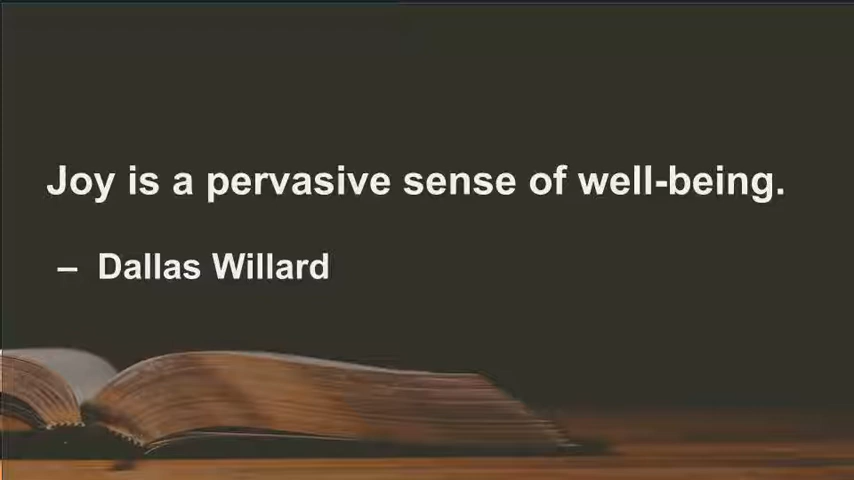 Joy is a pervasive sense of well-being.
– Dallas Willard